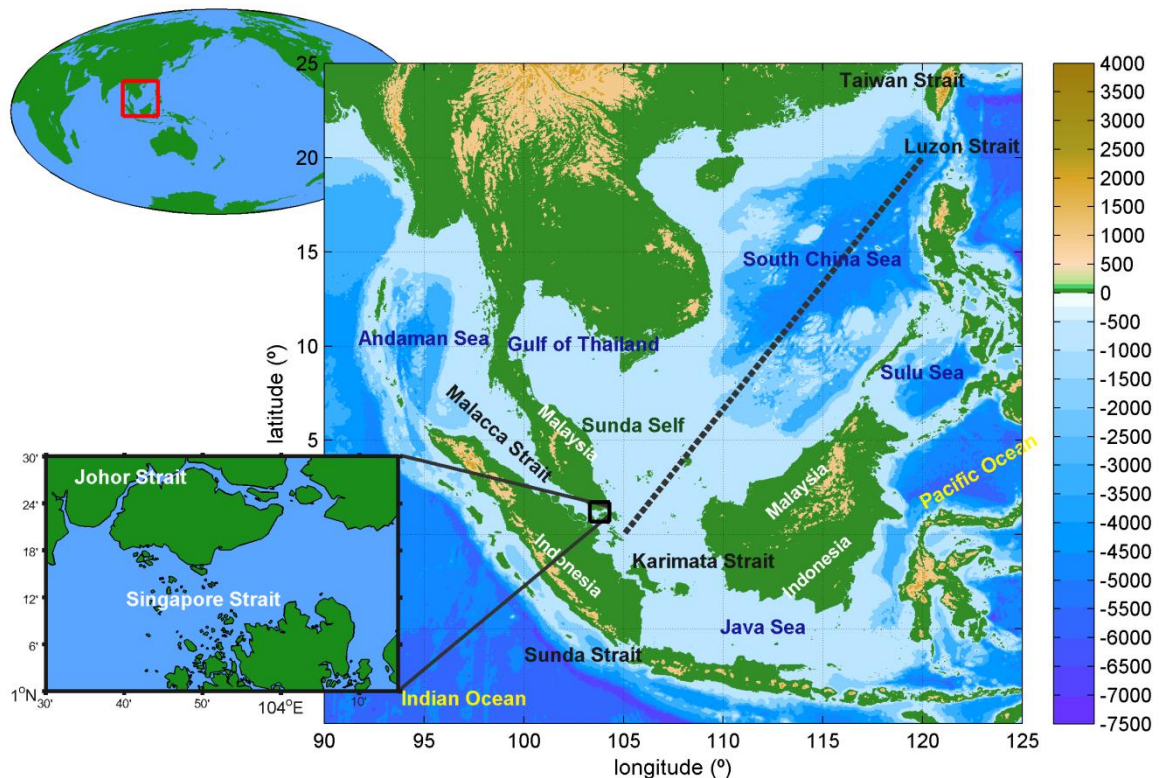 25
20
15
10
5
latitude (º)
90
95
100
105
110
115
120
125
longitude (º)
Taiwan Strait
Luzon Strait
South China Sea
Andaman Sea
Gulf of Thailand
Sulu Sea
Malacca Strait
Malaysia
Sunda Self
Malaysia
Pacific Ocean
Karimata Strait
Indonesia
Indonesia
Java Sea
Sunda Strait
Indian Ocean
4000
3500
3000
2500
2000
1500
1000
500
0
-500
-1000
-1500
-2000
-2500
-3000
-3500
-4000
-4500
-5000
-5500
-6000
-6500
-7000
-7500
Johor Strait
Singapore Strait
30'
24'
18'
12'
6'
1°N
30'
40'
50'
104°E
10'